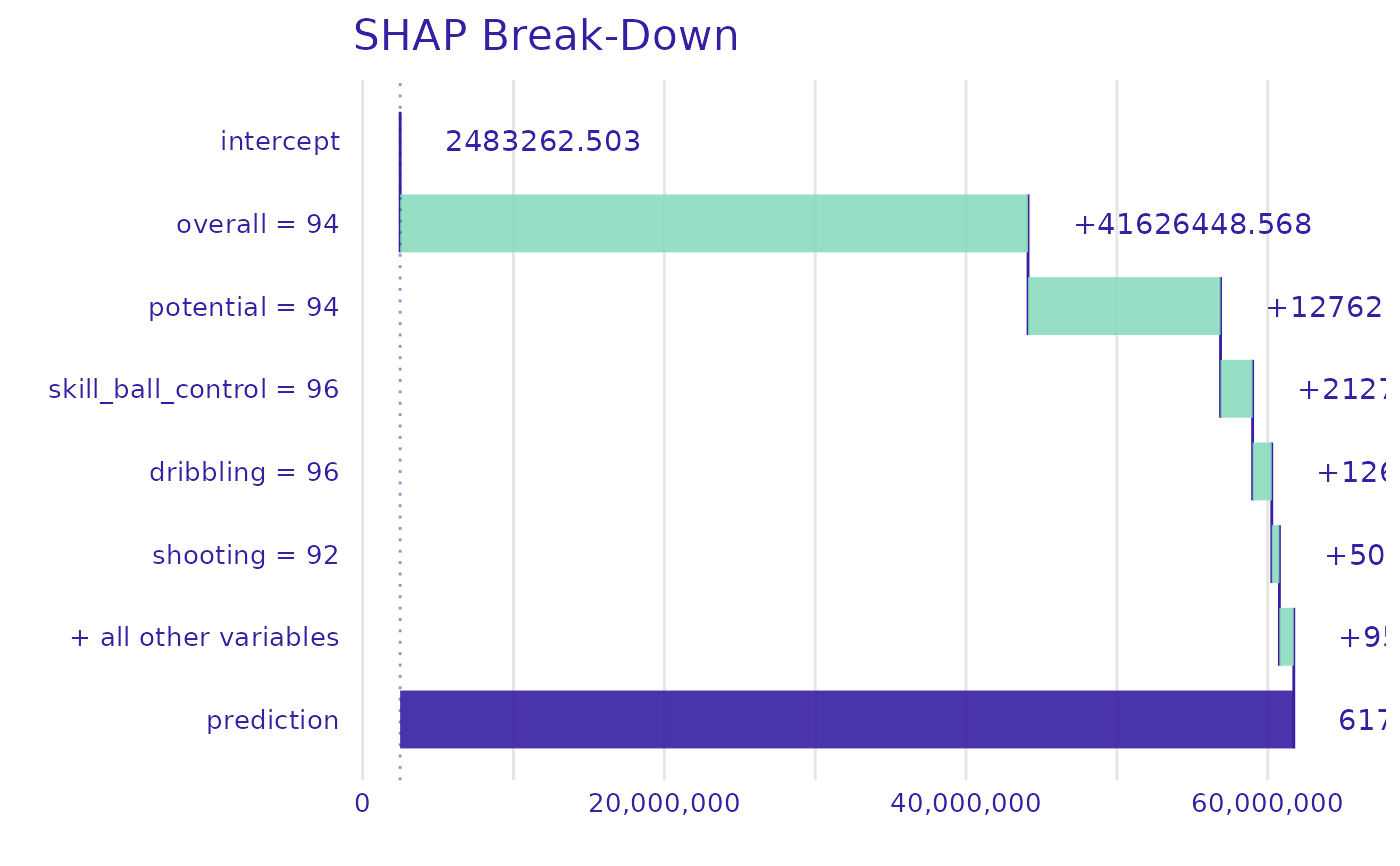 SHAP Break-Down
intercept
2483262.503
overall = 94
+41626448.568
potential = 94
+12762
skill_ball_control = 96
+2127
dribbling = 96
+126
shooting = 92
+50
+ all other variables
+95
prediction
617
0
20,000,000
40,000,000
60,000,000